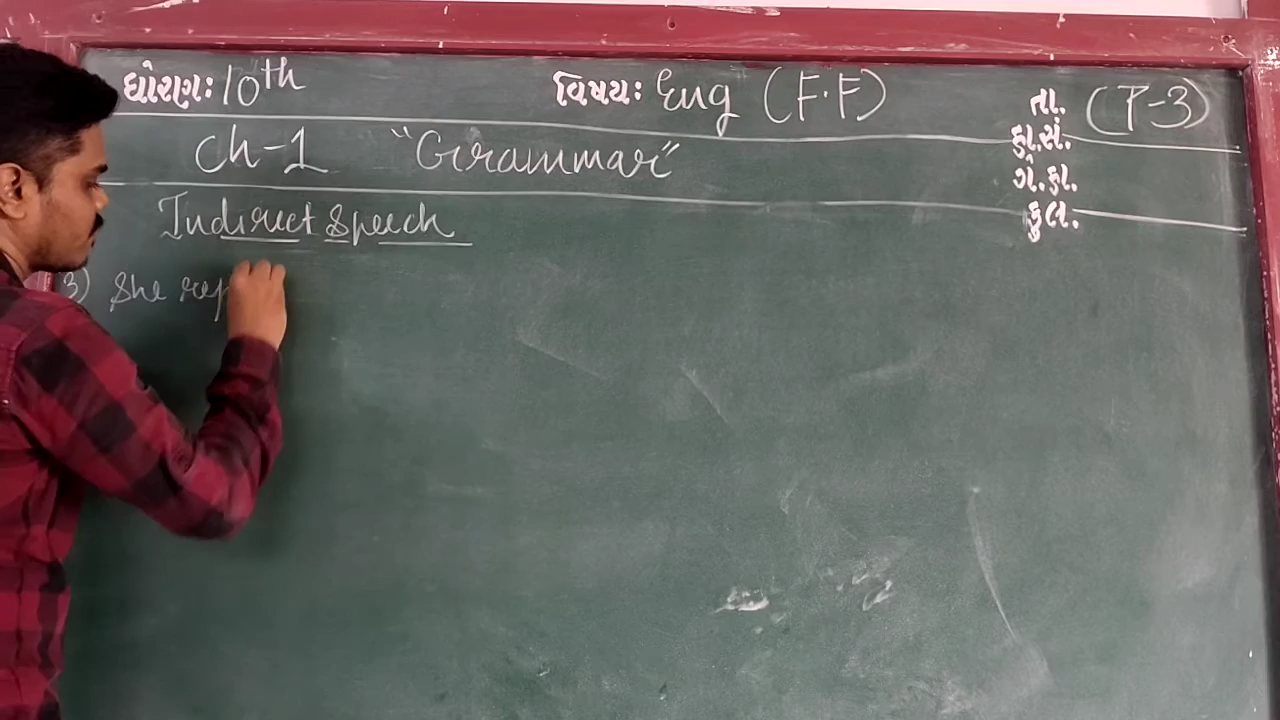 ધોરણ: 10th વિષય: Eng (F.F) તા. (T-3)
Ch-1 "Grammar" હા.સં.
ગે.હા.
Indirect Speech કુલ.
3) She rep